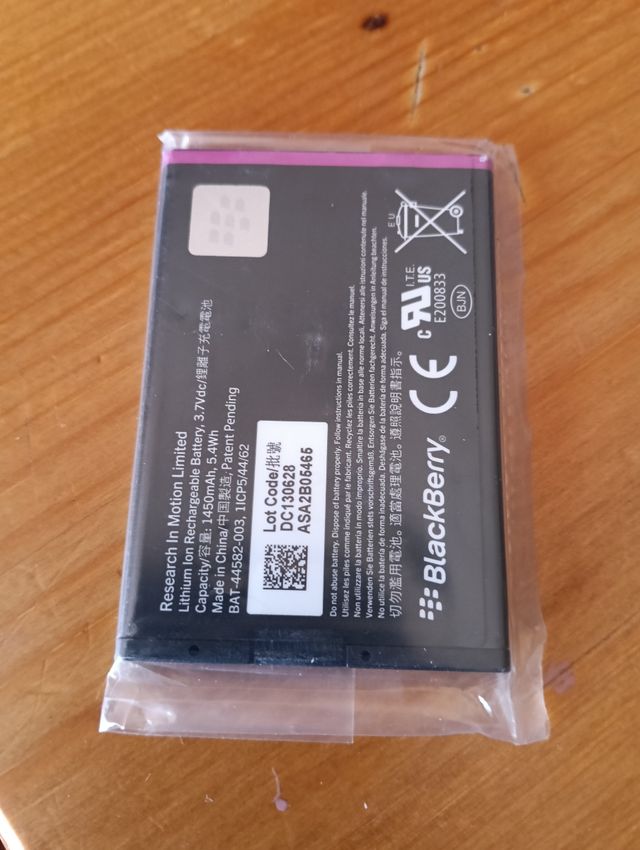 Research In Motion Limited
Lithium Ion Rechargeable Battery, 3.7Vdc/鋰離子充電電池
Capacity/容量: 1450mAh, 5.4Wh
Made in China/中国製造, Patent Pending
BAT-44582-003, 1ICP5/44/62
Lot Code/批號
DC130628
ASA2B05465
Do not abuse battery. Dispose of battery properly. Follow instructions in manual.
Utilisez les piles comme indiqué par le fabricant. Recyclez les piles correctement. Consultez le manuel.
Non utilizzare la batteria in modo improprio. Smaltire la batteria in base alle norme locali. Attenersi alle istruzioni contenute nel manuale.
Verwenden Sie Batterien stets vorschriftsgemäß. Entsorgen Sie Batterien fachgerecht. Anweisungen in Anleitung beachten.
No utilice la batería de forma inadecuada. Deshágase de la batería de forma adecuada. Siga el manual de instrucciones.
切勿濫用電池。適當處理電池。遵照說明書指示。
BlackBerry®
CE
c RU US
I.T.E.
E200833
EU
BJN